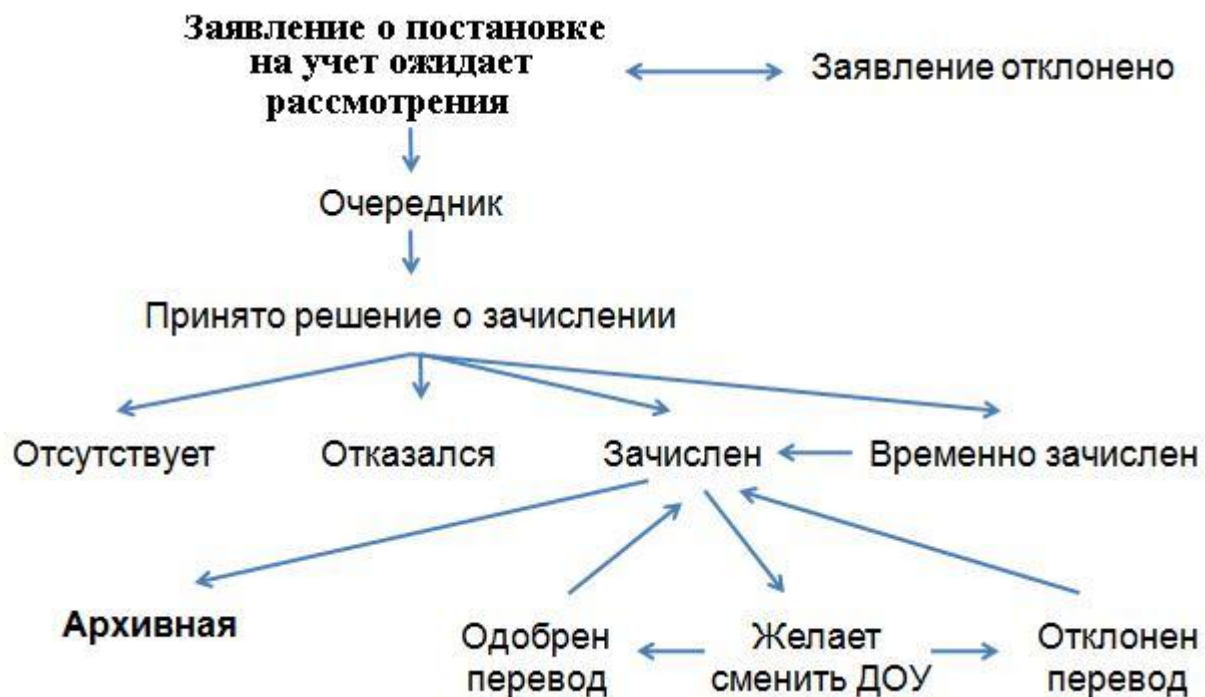 Заявление о постановке
на учет ожидает
рассмотрения
Заявление отклонено
Очередник
Принято решение о зачислении
Отсутствует
Отказался
Зачислен
Временно зачислен
Архивная
Одобрен
перевод
Желает
сменить ДОУ
Отклонен
перевод